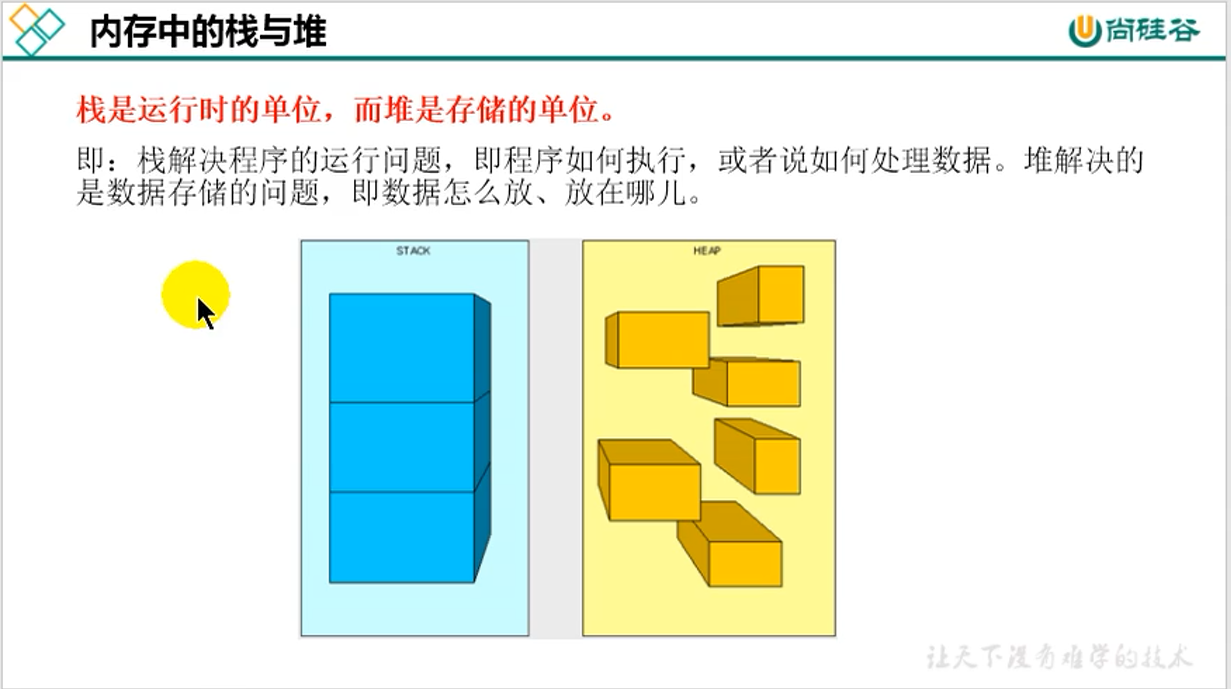 内存中的栈与堆
尚硅谷
栈是运行时的单位，而堆是存储的单位。
即：栈解决程序的运行问题，即程序如何执行，或者说如何处理数据。堆解决的
是数据存储的问题，即数据怎么放、放在哪儿。
STACK
HEAP
让天下没有难学的技术